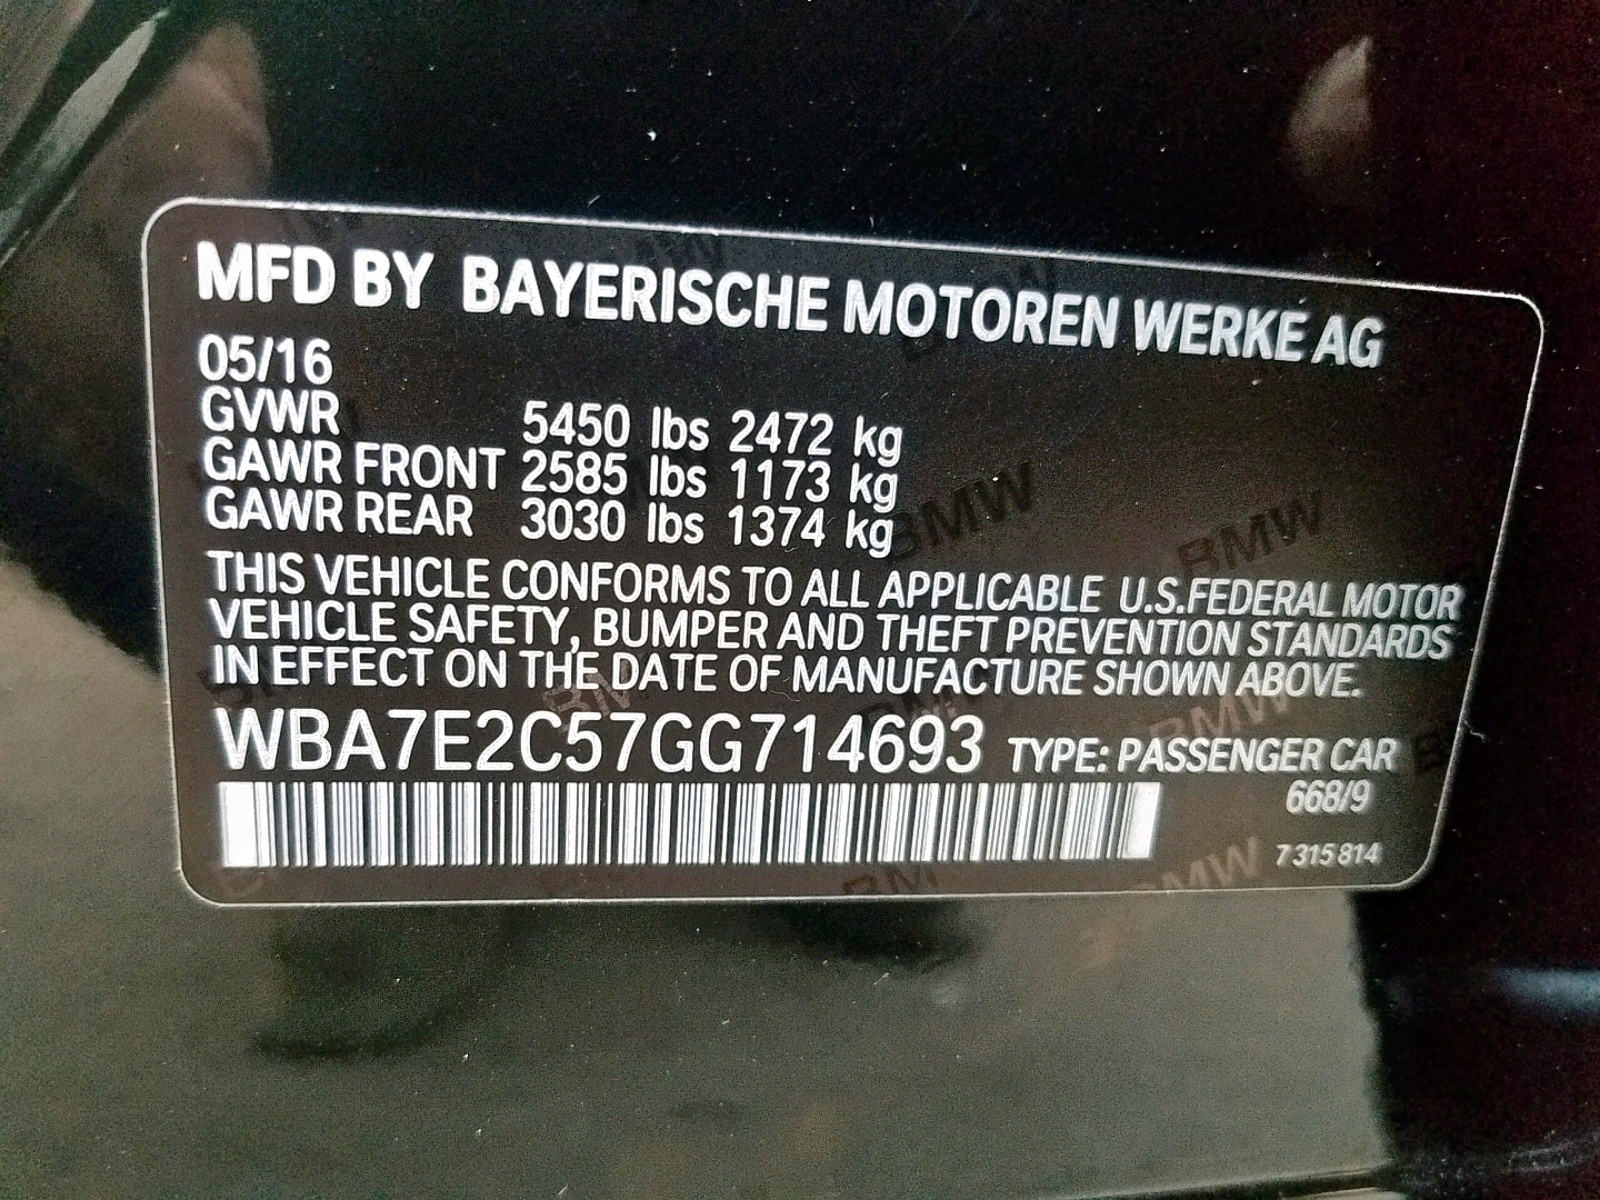 MFD BY BAYERISCHE MOTOREN WERKE AG
05/16
GVWR 5450 lbs 2472 kg
GAWR FRONT 2585 lbs 1173 kg
GAWR REAR 3030 lbs 1374 kg
THIS VEHICLE CONFORMS TO ALL APPLICABLE U.S.FEDERAL MOTOR
VEHICLE SAFETY, BUMPER AND THEFT PREVENTION STANDARDS
IN EFFECT ON THE DATE OF MANUFACTURE SHOWN ABOVE.
WBA7E2C57GG714693 TYPE: PASSENGER CAR
668/9
7 315 814